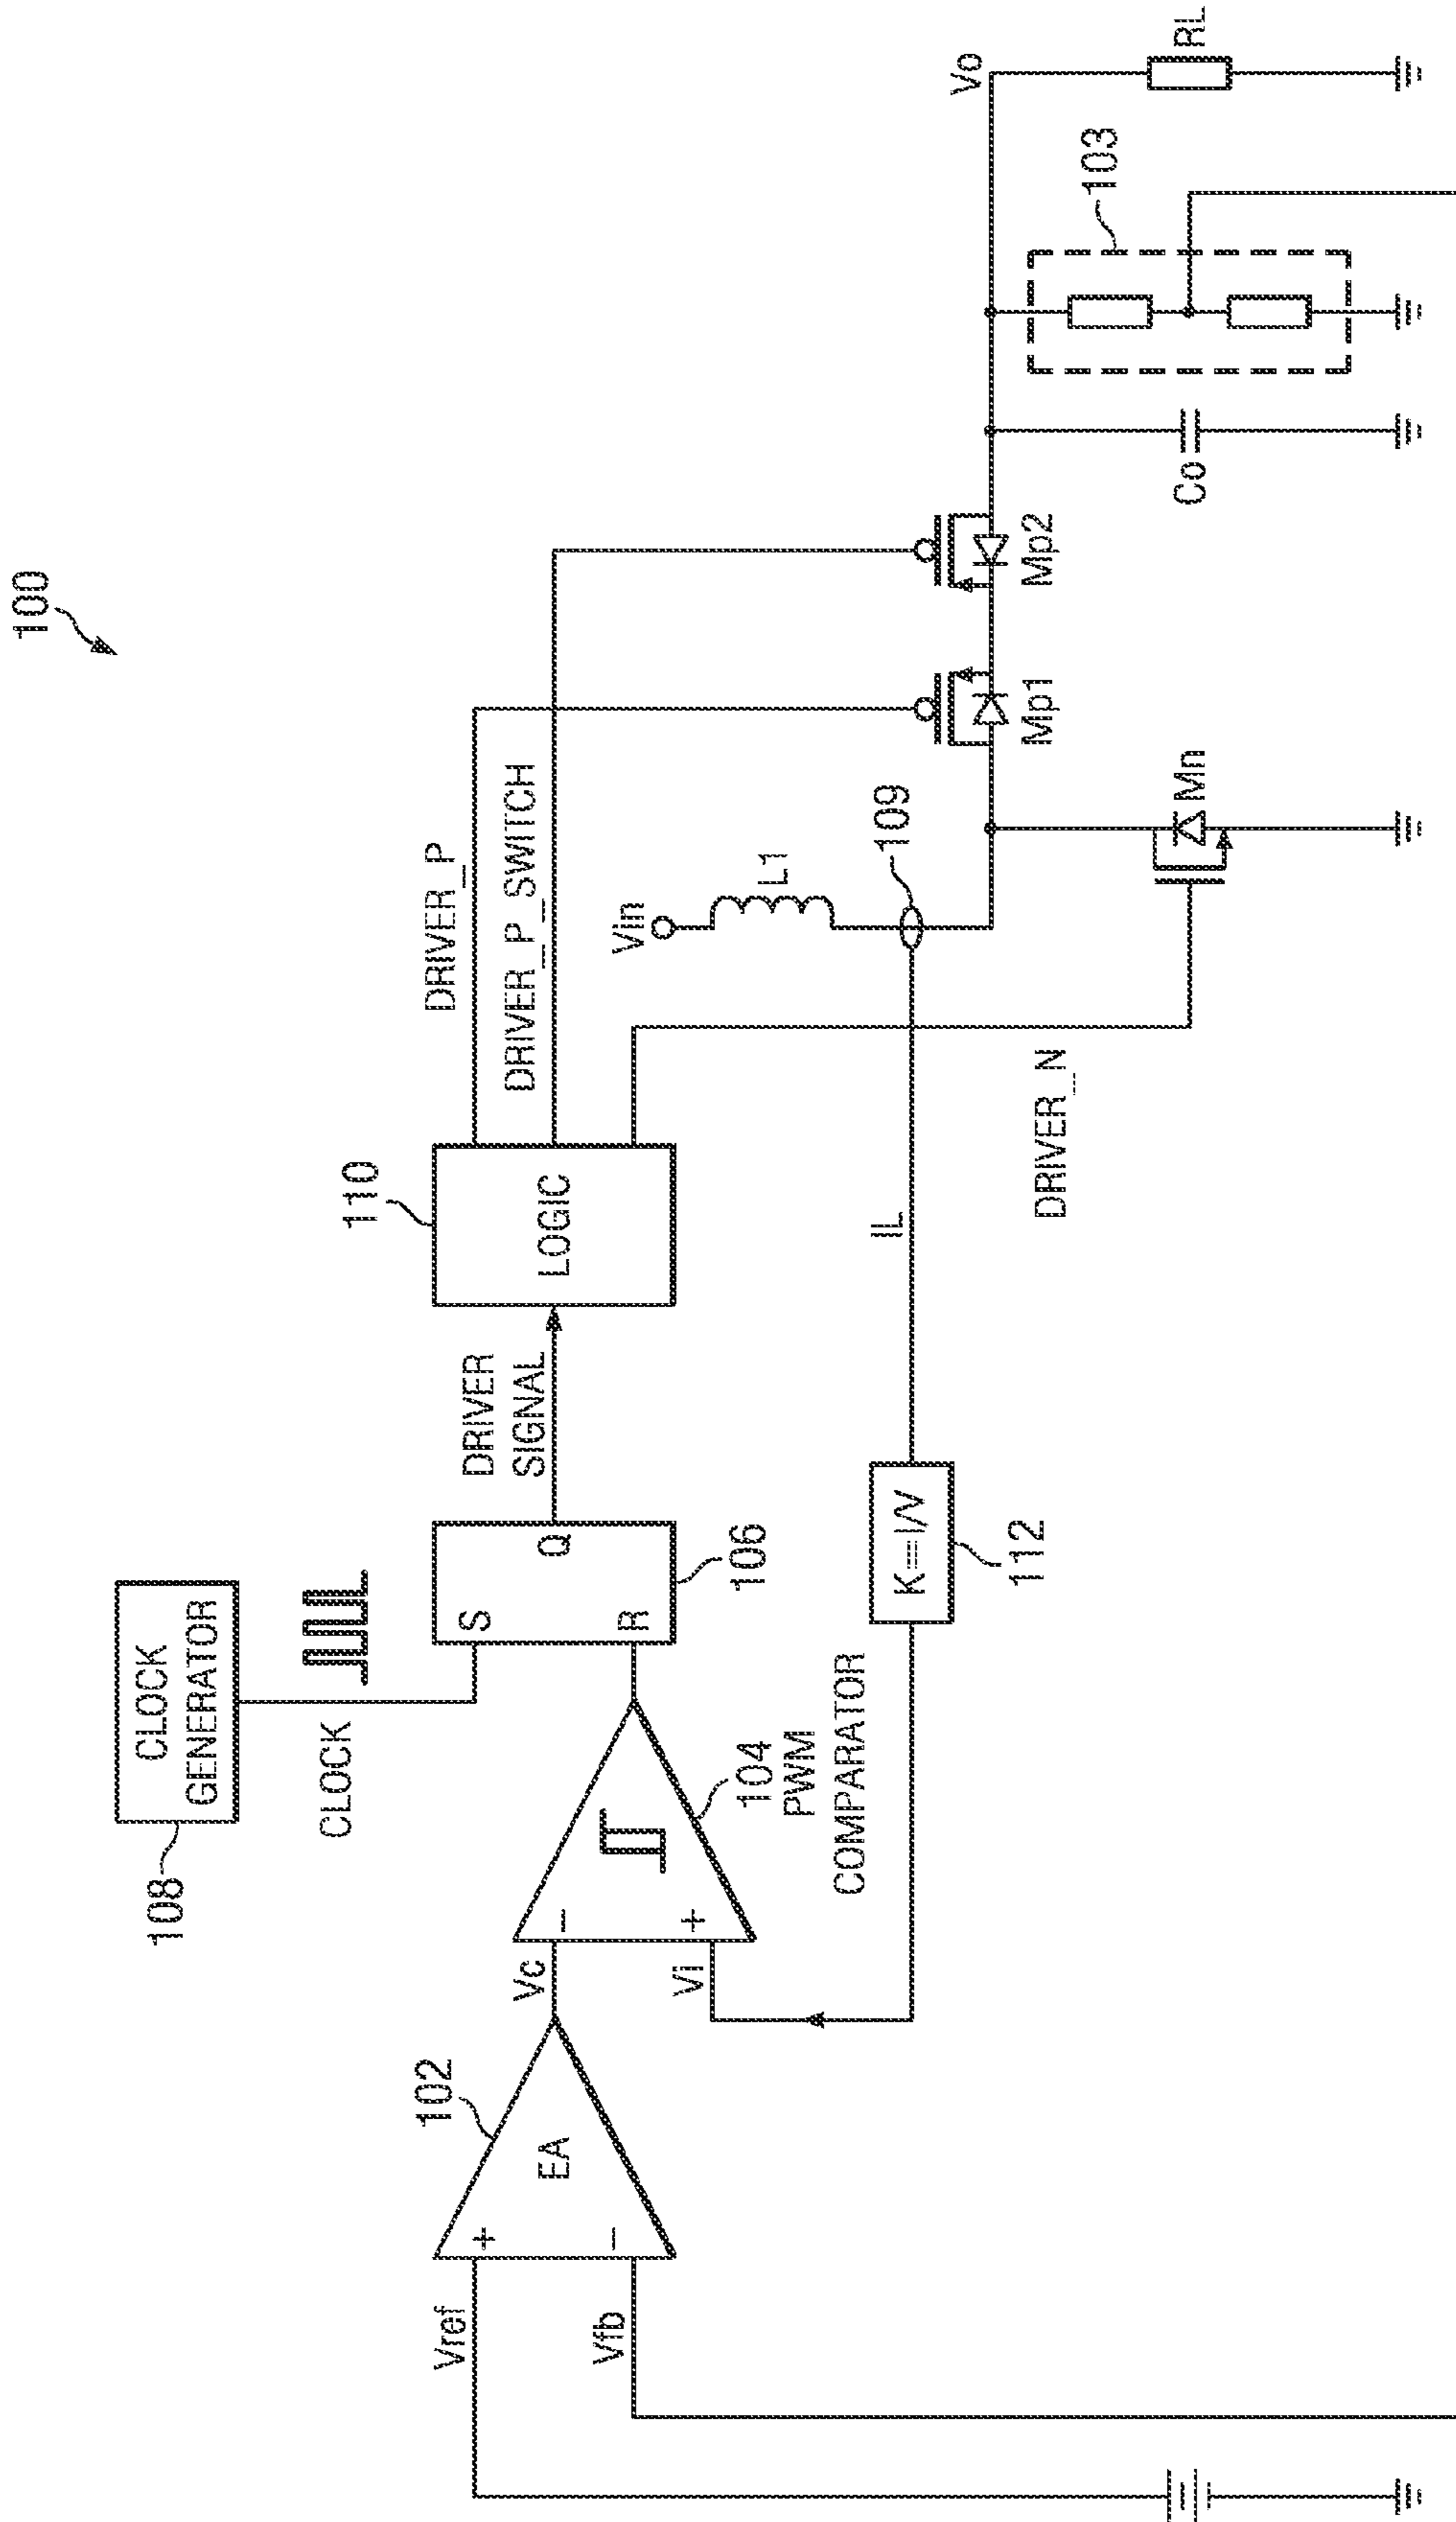 100
108
CLOCK
GENERATOR
CLOCK
Vref
Vfb
+
−
EA
102
Vc
Vi
−
+
104
PWM
COMPARATOR
S
R
Q
106
DRIVER
SIGNAL
110
LOGIC
DRIVER_P
DRIVER_P_SWITCH
DRIVER_N
K=I/V
112
IL
Vin
L1
109
Mn
Mp1
Mp2
Co
103
Vo
RL